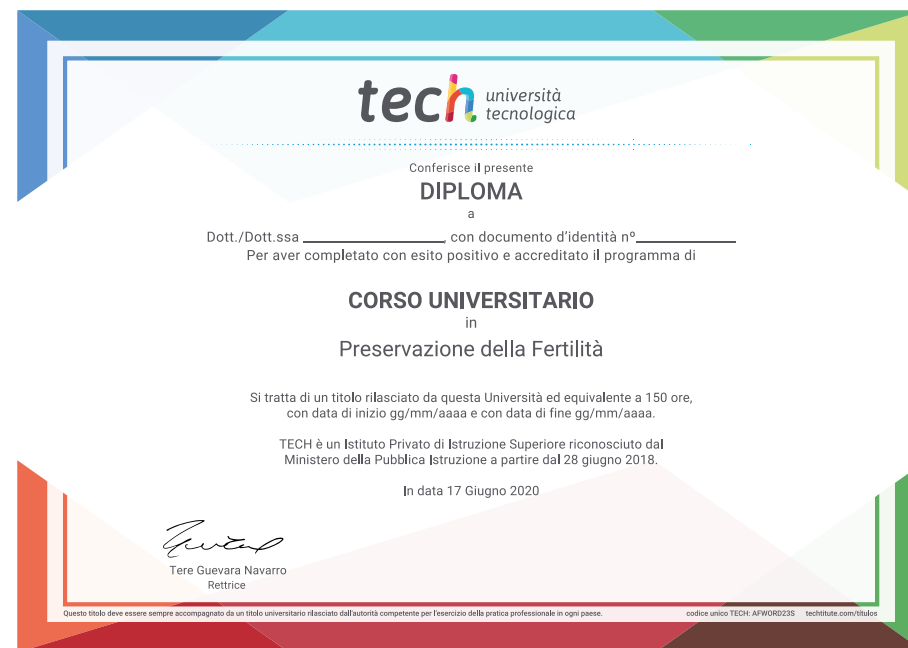 tech università
tecnologica
Conferisce il presente
DIPLOMA
a
Dott./Dott.ssa ____________________, con documento d'identità nº______________
Per aver completato con esito positivo e accreditato il programma di
CORSO UNIVERSITARIO
in
Preservazione della Fertilità
Si tratta di un titolo rilasciato da questa Università ed equivalente a 150 ore,
con data di inizio gg/mm/aaaa e con data di fine gg/mm/aaaa.
TECH è un Istituto Privato di Istruzione Superiore riconosciuto dal
Ministero della Pubblica Istruzione a partire dal 28 giugno 2018.
In data 17 Giugno 2020
Tere Guevara Navarro
Rettrice
Questo titolo deve essere sempre accompagnato da un titolo universitario rilasciato dall'autorità competente per l'esercizio della pratica professionale in ogni paese. codice unico TECH: AFWORD23S techtitute.com/titulos